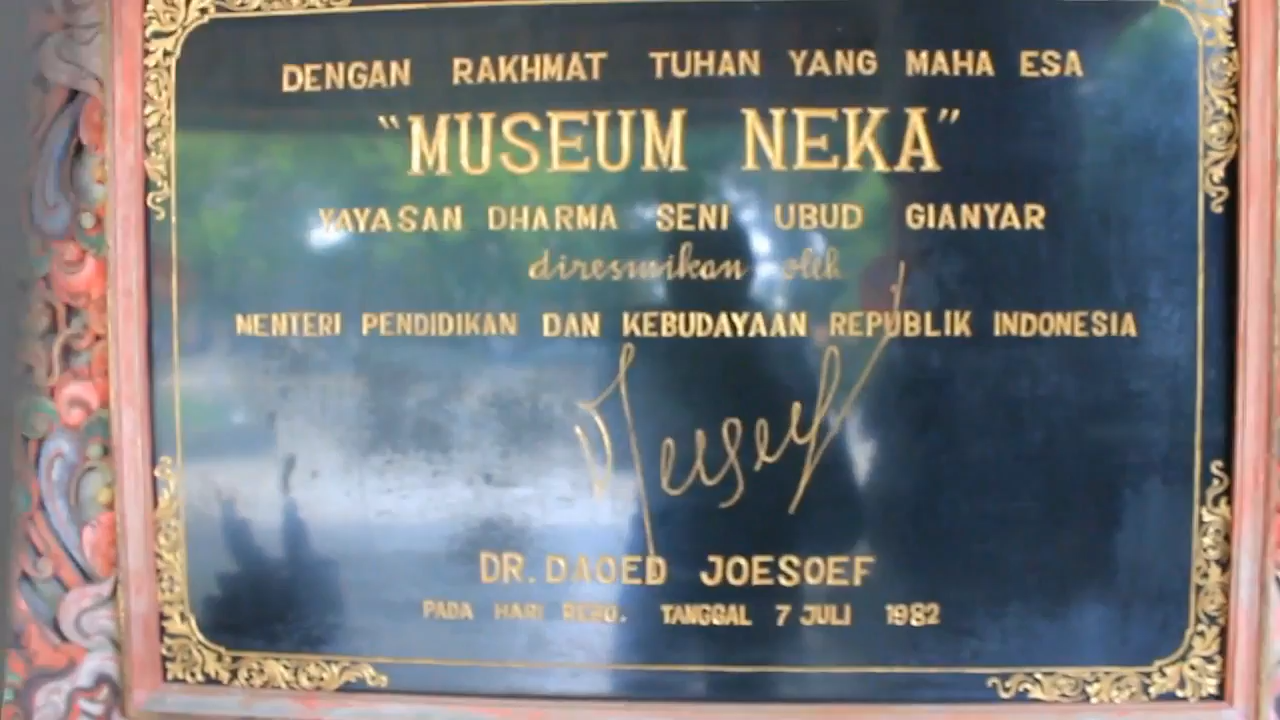 DENGAN RAKHMAT TUHAN YANG MAHA ESA
"MUSEUM NEKA"
YAYASAN DHARMA SENI UBUD GIANYAR
diresmikan oleh
MENTERI PENDIDIKAN DAN KEBUDAYAAN REPUBLIK INDONESIA
DR. DAOED JOESOEF
PADA HARI TANGGAL 7 JULI 1982